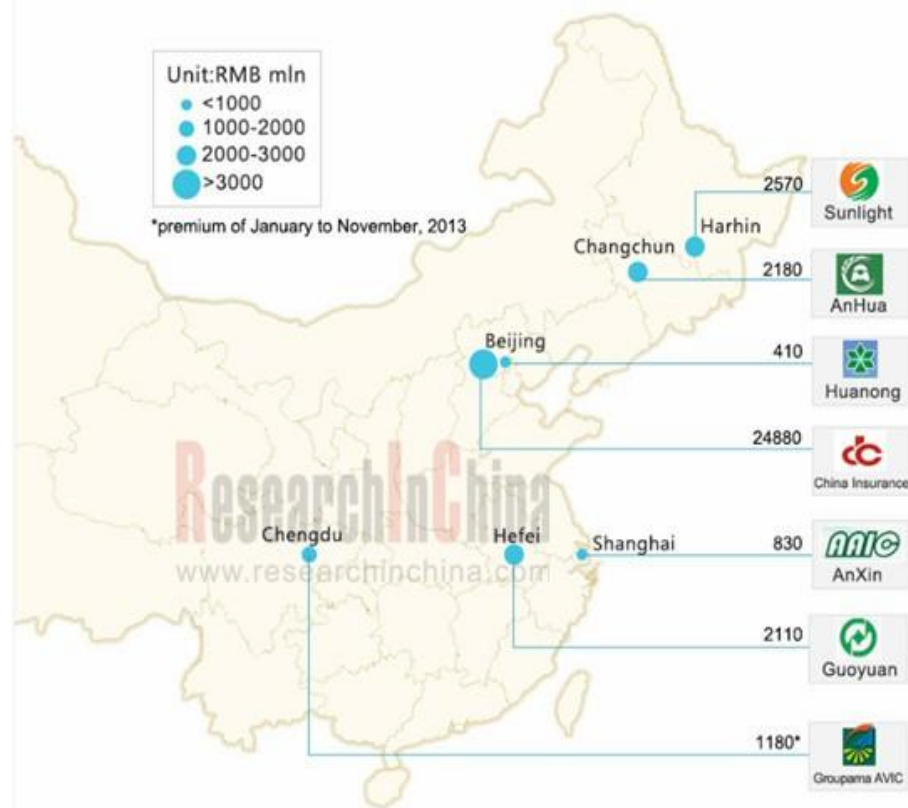 Unit:RMB mln
<1000
1000-2000
2000-3000
>3000
*premium of January to November, 2013
2570
Sunlight
Harhin
Changchun
2180
AnHua
Beijing
410
Huanong
24880
China Insurance
ResearchInChina
www.researchinchina.com
Chengdu
Hefei
Shanghai
830
AAIC
AnXin
2110
Guoyuan
1180*
Groupama AVIC